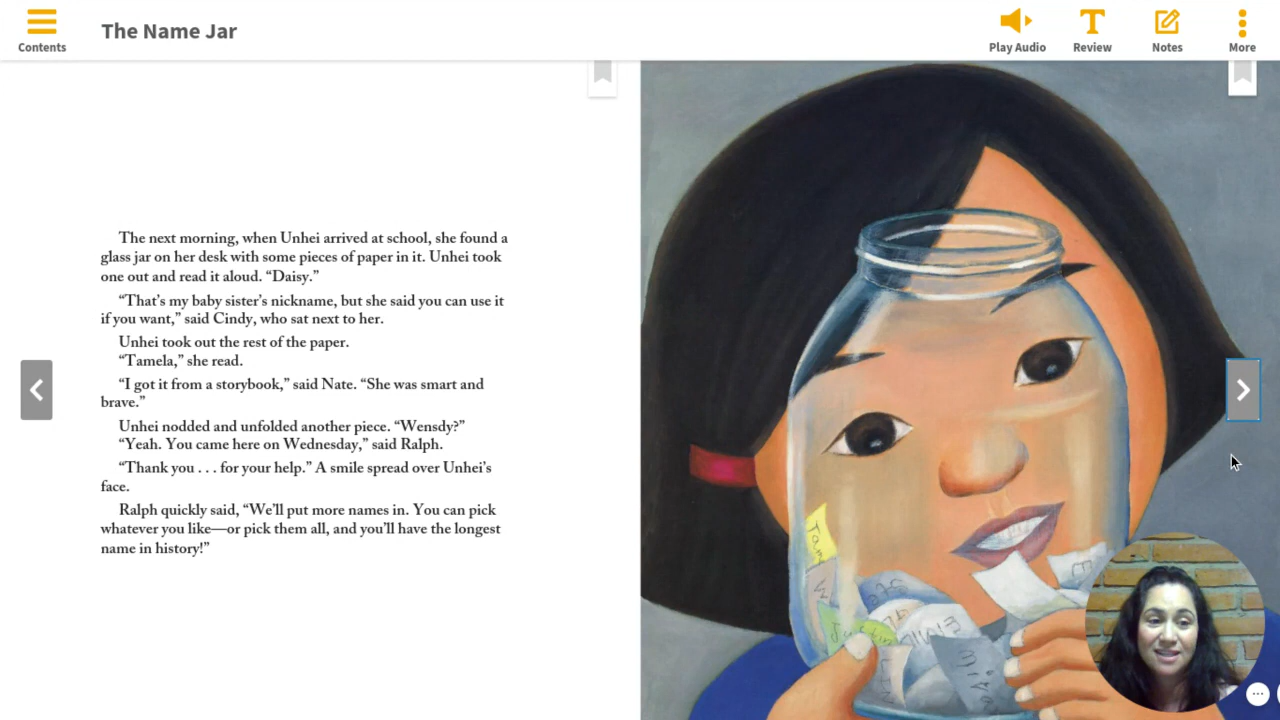 The Name Jar
Contents
Play Audio
Review
Notes
More
The next morning, when Unhei arrived at school, she found a
glass jar on her desk with some pieces of paper in it. Unhei took
one out and read it aloud. “Daisy.”
“That’s my baby sister’s nickname, but she said you can use it
if you want,” said Cindy, who sat next to her.
Unhei took out the rest of the paper.
“Tamela,” she read.
“I got it from a storybook,” said Nate. “She was smart and
brave.”
Unhei nodded and unfolded another piece. “Wensdy?”
“Yeah. You came here on Wednesday,” said Ralph.
“Thank you . . . for your help.” A smile spread over Unhei’s
face.
Ralph quickly said, “We’ll put more names in. You can pick
whatever you like—or pick them all, and you’ll have the longest
name in history!”